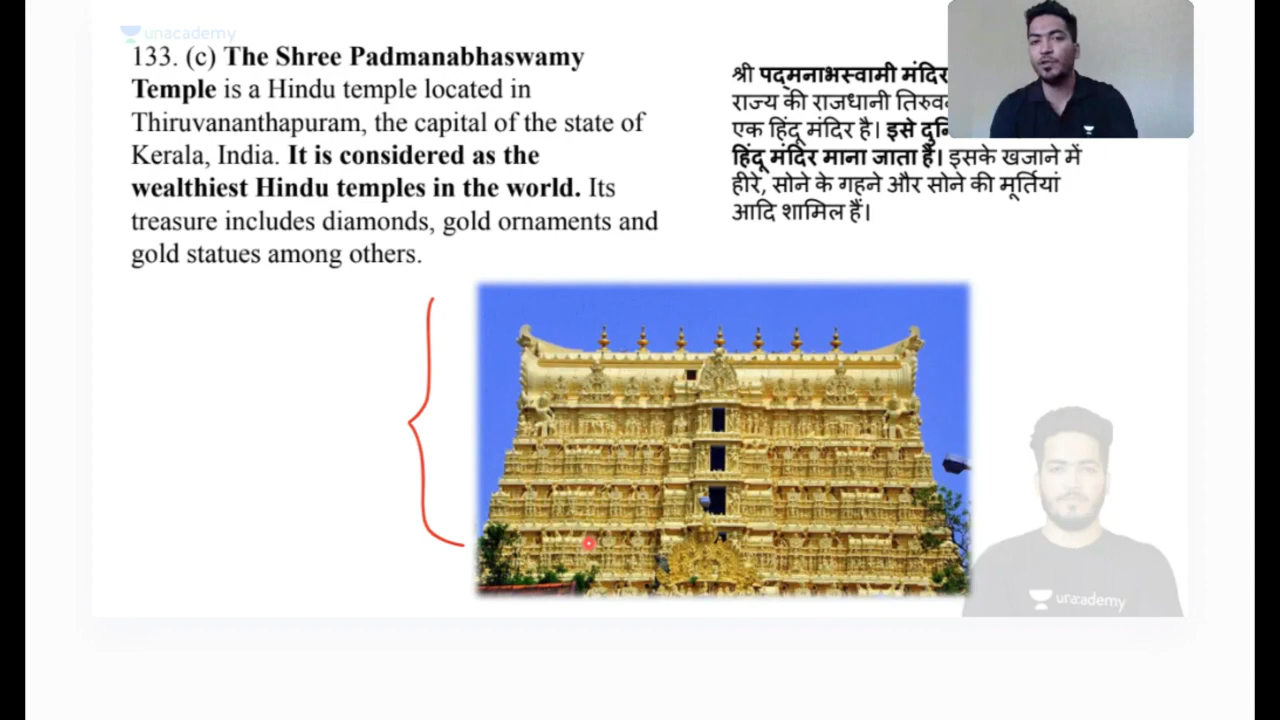 unacademy
133. (c) The Shree Padmanabhaswamy
Temple is a Hindu temple located in
Thiruvananthapuram, the capital of the state of
Kerala, India. It is considered as the
wealthiest Hindu temples in the world. Its
treasure includes diamonds, gold ornaments and
gold statues among others.
श्री पद्मनाभस्वामी मंदिर
राज्य की राजधानी
एक हिंदू मंदिर है। इसे
हिंदू मंदिर माना जाता है। इसके खजाने में
हीरे, सोने के गहने और सोने की मूर्तियां
आदि शामिल हैं।
unacademy